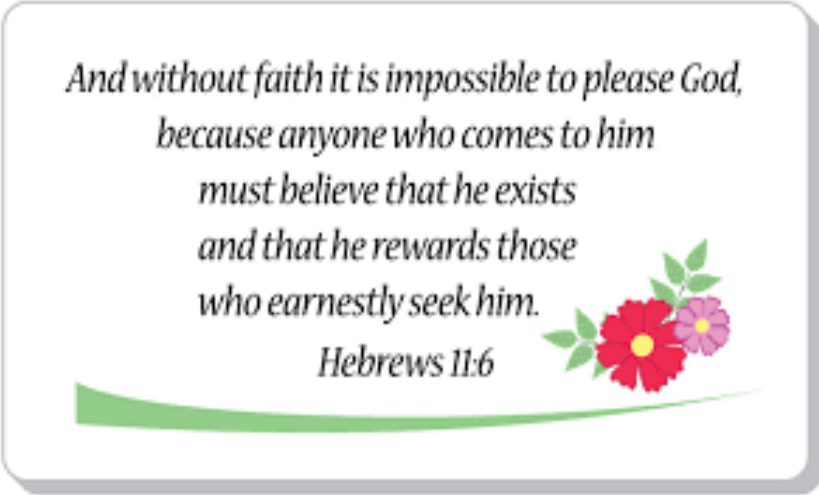 And without faith it is impossible to please God,
because anyone who comes to him
must believe that he exists
and that he rewards those
who earnestly seek him.
Hebrews 11:6